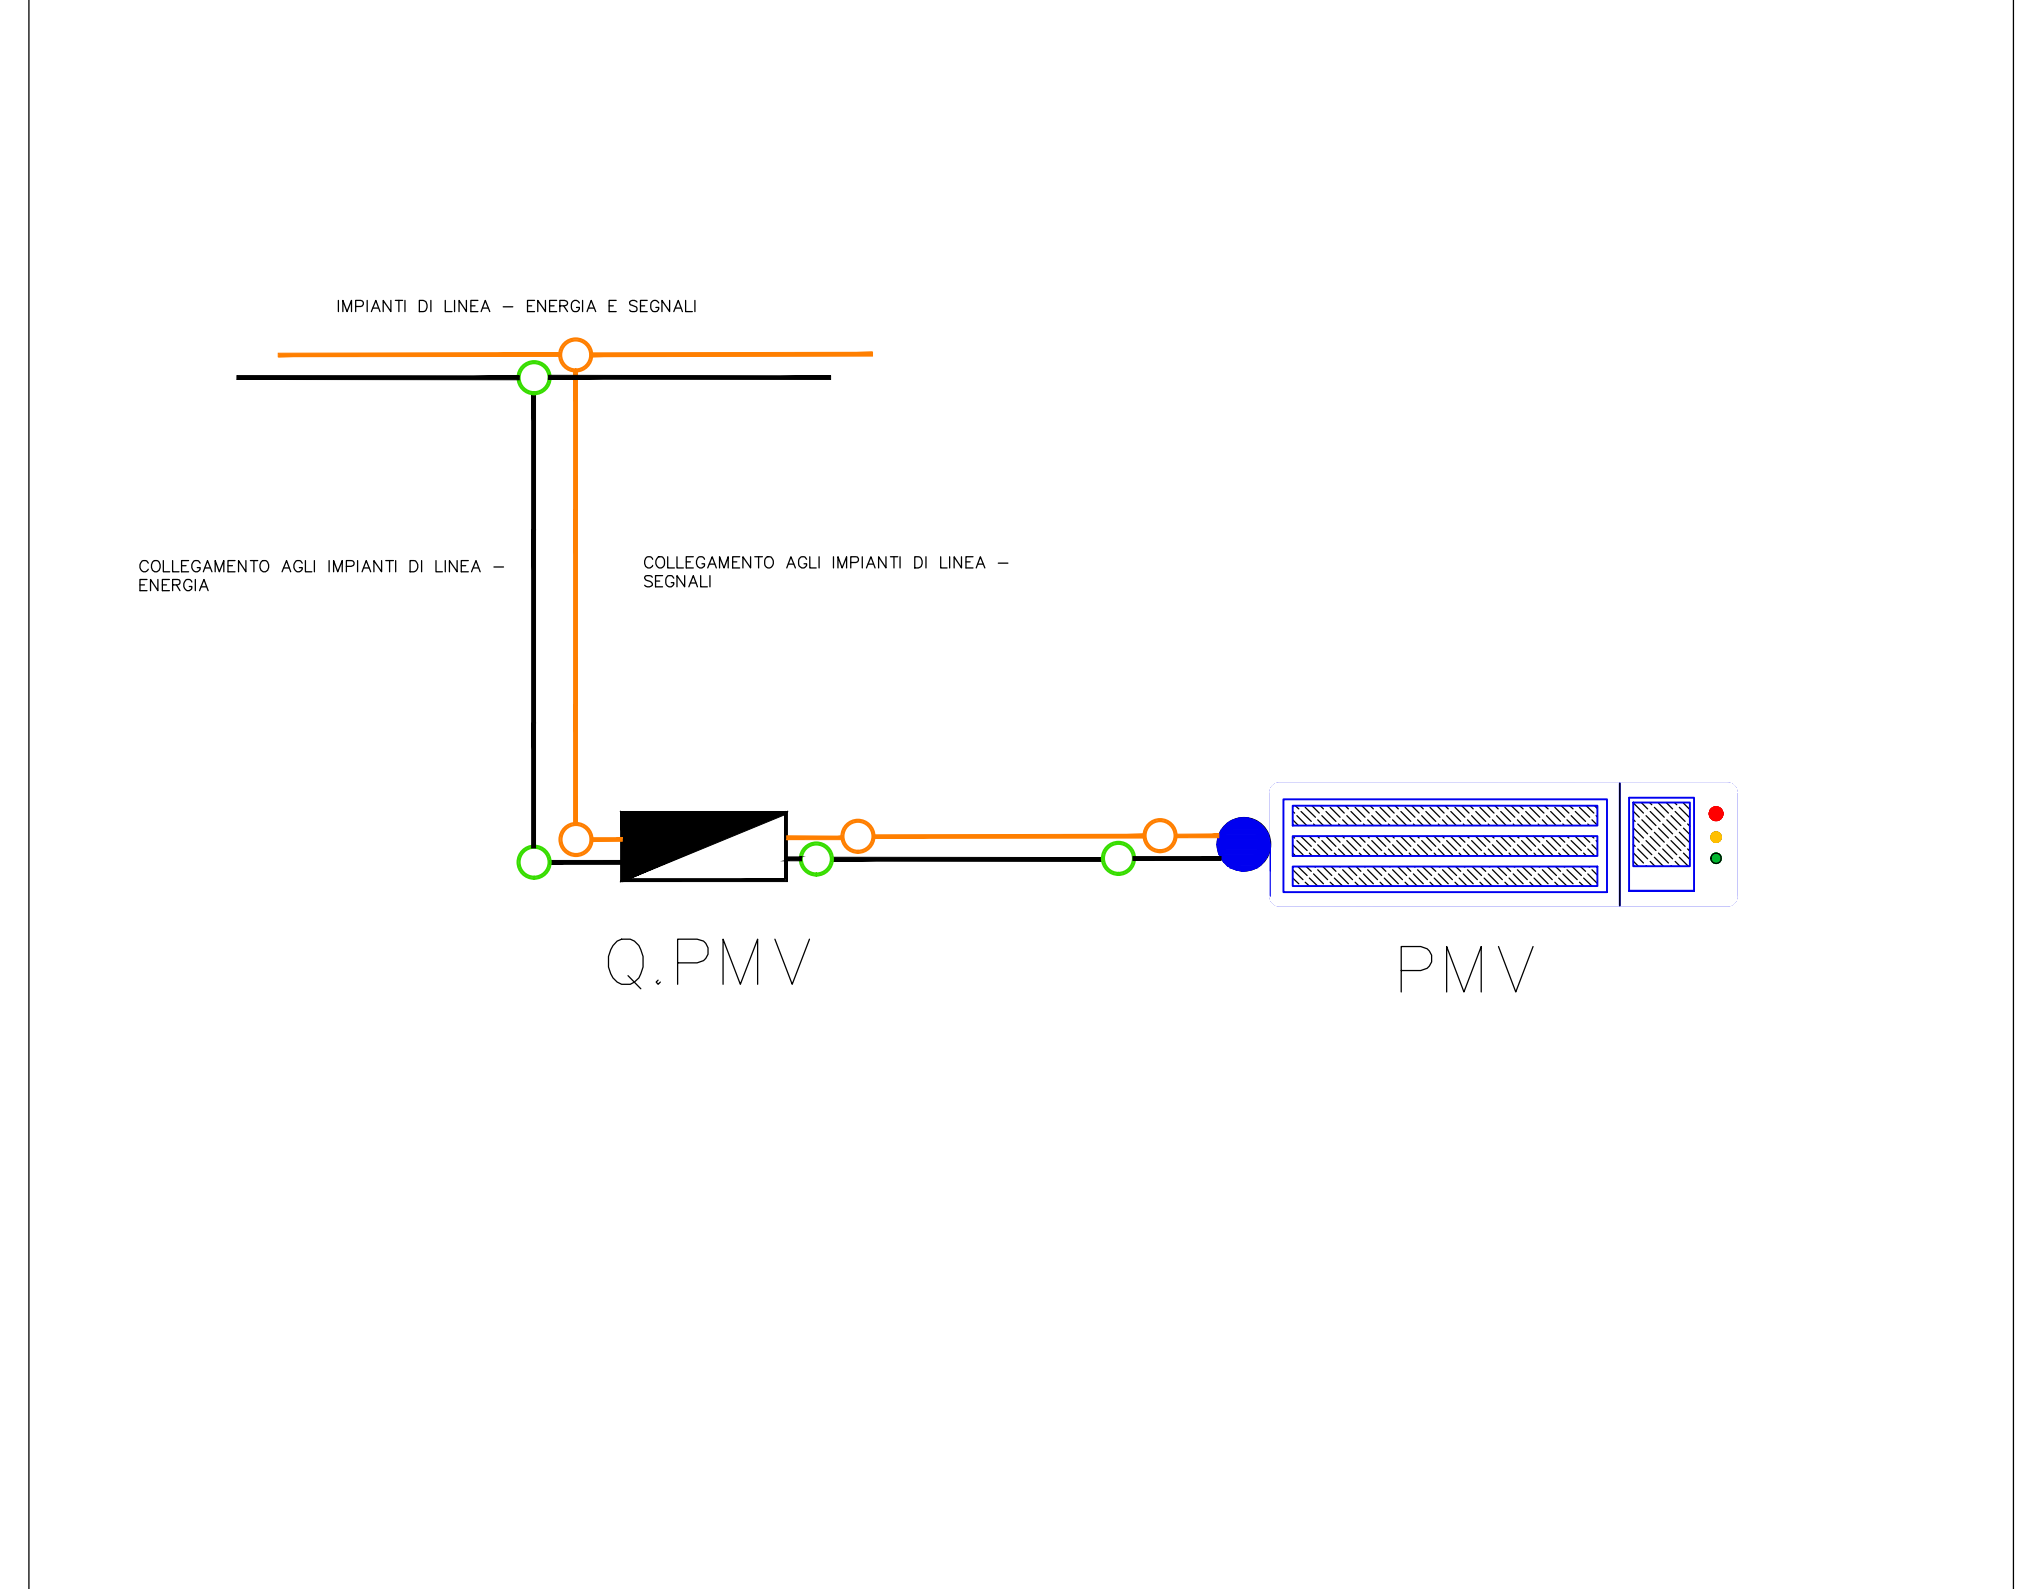 IMPIANTI DI LINEA – ENERGIA E SEGNALI
COLLEGAMENTO AGLI IMPIANTI DI LINEA –
ENERGIA
COLLEGAMENTO AGLI IMPIANTI DI LINEA –
SEGNALI
Q.PMV
PMV